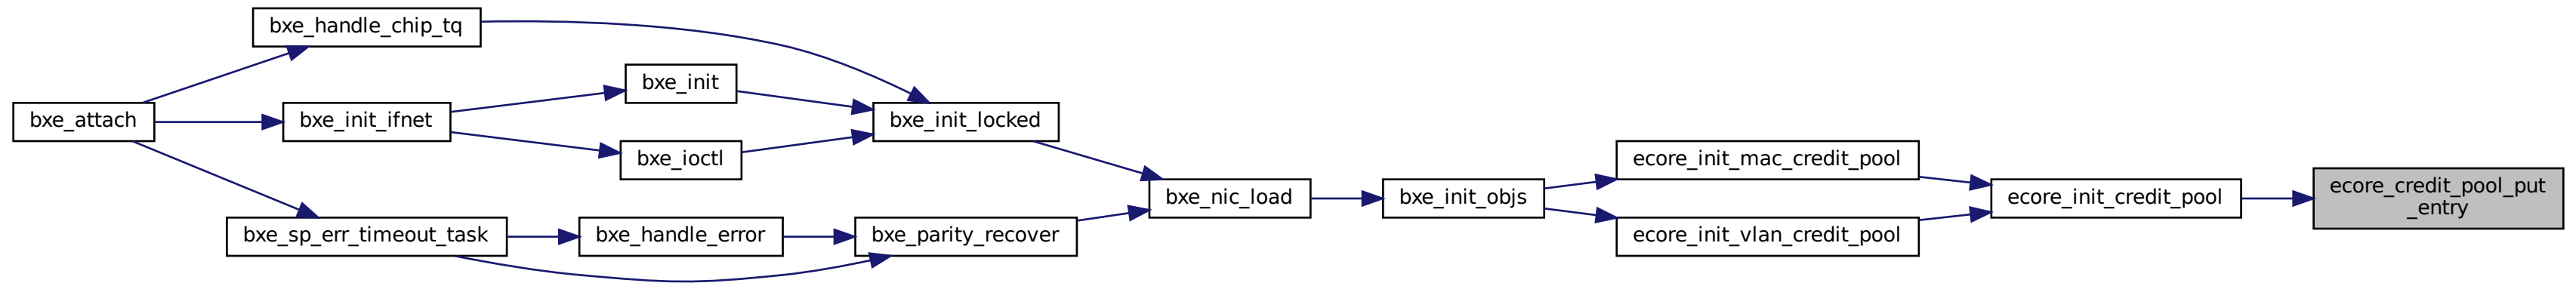 bxe_attach
bxe_handle_chip_tq
bxe_init_ifnet
bxe_sp_err_timeout_task
bxe_init
bxe_ioctl
bxe_handle_error
bxe_init_locked
bxe_parity_recover
bxe_nic_load
bxe_init_objs
ecore_init_mac_credit_pool
ecore_init_vlan_credit_pool
ecore_init_credit_pool
ecore_credit_pool_put
_entry